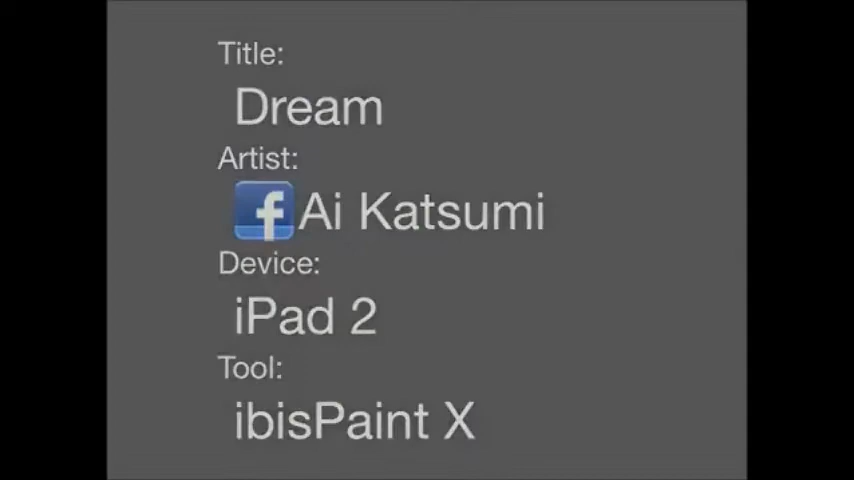 Title:
Dream
Artist:
Ai Katsumi
Device:
iPad 2
Tool:
ibisPaint X